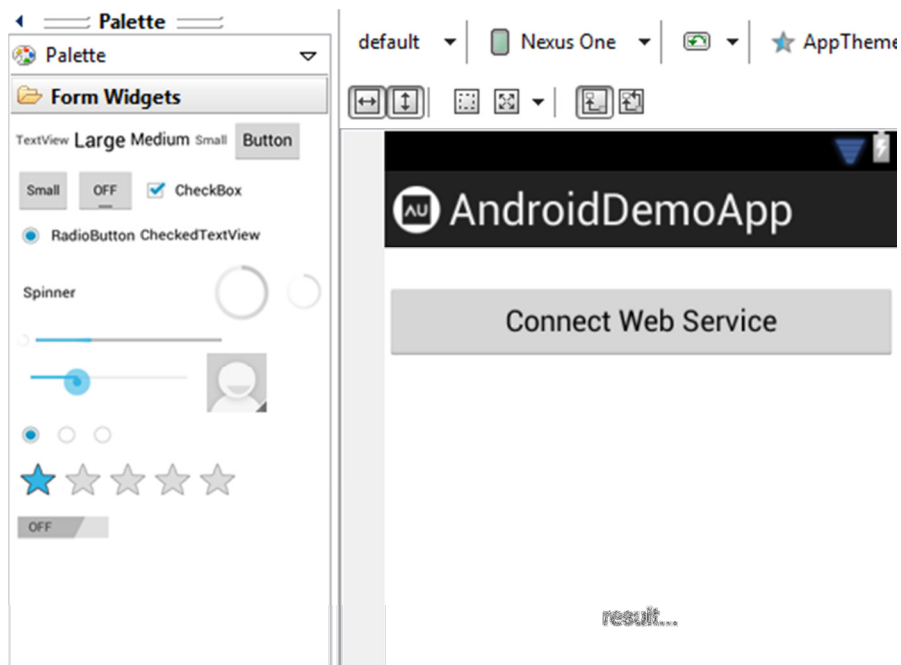 Palette
Palette
Form Widgets
TextView Large Medium Small Button
Small OFF CheckBox
RadioButton CheckedTextView
Spinner
OFF
default Nexus One AppTheme
AU AndroidDemoApp
Connect Web Service
result...